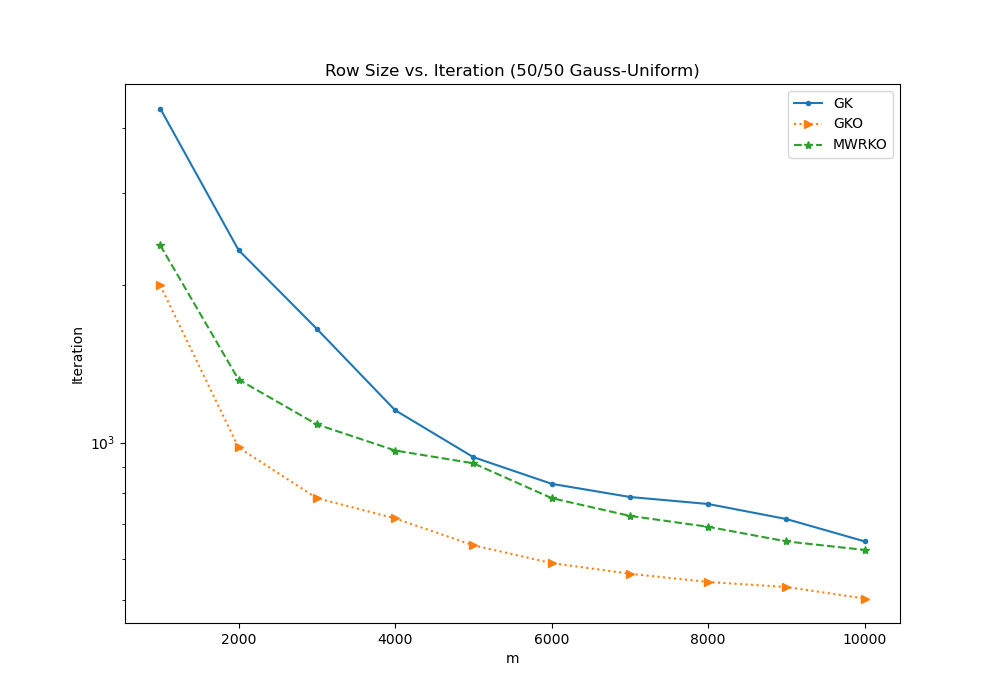 Row Size vs. Iteration (50/50 Gauss-Uniform)
GK
GKO
MWRKO
Iteration
10³
2000 4000 6000 8000 10000
m